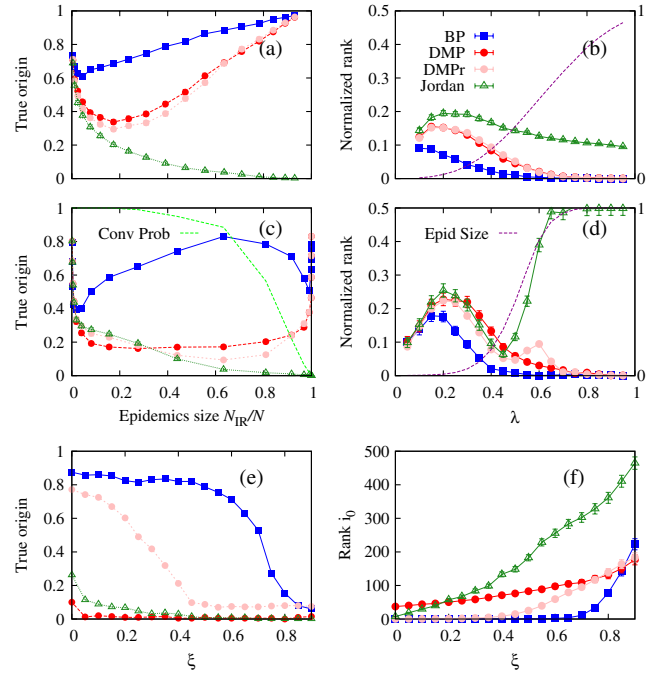 1
0.8
0.6
0.4
0.2
0
True origin
(a)
0.5
0.4
0.3
0.2
0.1
0
Normalized rank
BP
DMP
DMPr
Jordan
(b)
1
0
1
0.8
0.6
0.4
0.2
0
True origin
Conv Prob
(c)
0 0.2 0.4 0.6 0.8 1
Epidemics size N_IR/N
0.5
0.4
0.3
0.2
0.1
0
Normalized rank
Epid Size
(d)
1
0
0 0.2 0.4 0.6 0.8 1
λ
1
0.8
0.6
0.4
0.2
0
True origin
(e)
0 0.2 0.4 0.6 0.8
ξ
500
400
300
200
100
0
Rank i₀
(f)
0 0.2 0.4 0.6 0.8
ξ